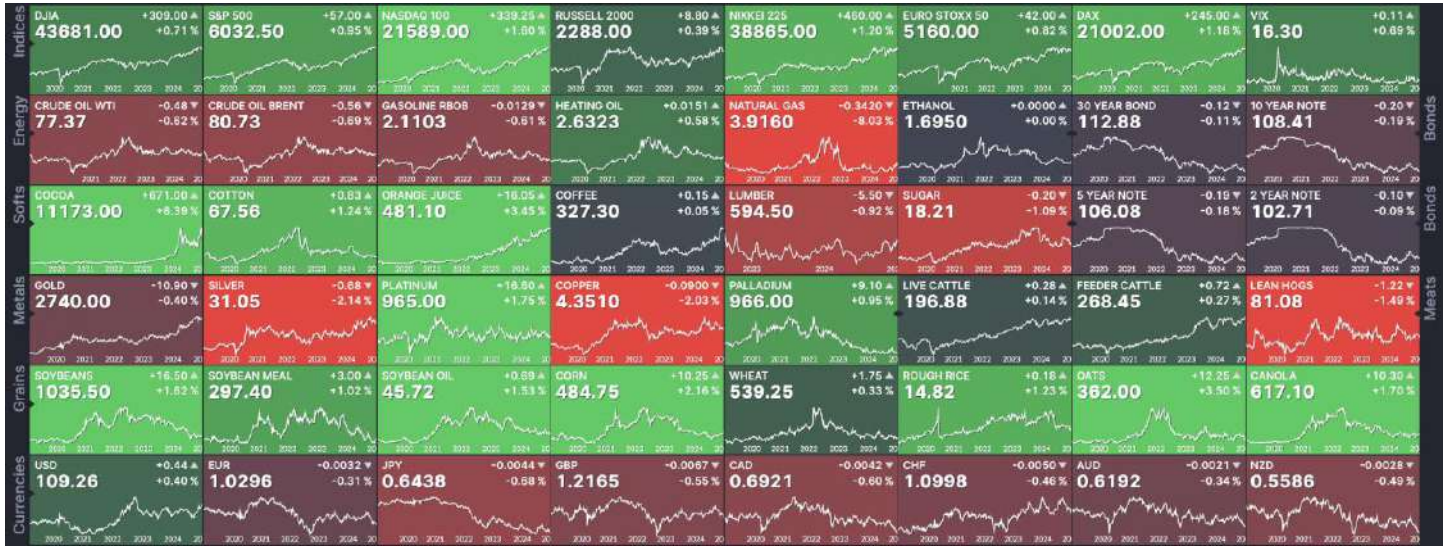 Indices
DJIA +309.00 ▲
43681.00 +0.71 %
S&P 500 +57.00 ▲
6032.50 +0.95 %
NASDAQ 100 +339.25 ▲
21589.00 +1.60 %
RUSSELL 2000 +8.80 ▲
2288.00 +0.39 %
NIKKEI 225 +460.00 ▲
38865.00 +1.20 %
EURO STOXX 50 +42.00 ▲
5160.00 +0.82 %
DAX +245.00 ▲
21002.00 +1.18 %
VIX +0.11 ▲
16.30 +0.69 %
2020 2021 2022 2023 2024 20
Energy
CRUDE OIL WTI -0.48 ▼
77.37 -0.62 %
CRUDE OIL BRENT -0.56 ▼
80.73 -0.69 %
GASOLINE RBOB -0.0129 ▼
2.1103 -0.61 %
HEATING OIL +0.0151 ▲
2.6323 +0.58 %
NATURAL GAS -0.3420 ▼
3.9160 -8.03 %
ETHANOL +0.0000 ▲
1.6950 +0.00 %
30 YEAR BOND -0.12 ▼
112.88 -0.11 %
10 YEAR NOTE -0.20 ▼
108.41 -0.19 %
Bonds
Softs
COCOA +671.00 ▲
11173.00 +6.39 %
COTTON +0.83 ▲
67.56 +1.24 %
ORANGE JUICE +16.05 ▲
481.10 +3.45 %
COFFEE +0.15 ▲
327.30 +0.05 %
LUMBER -5.50 ▼
594.50 -0.92 %
SUGAR -0.20 ▼
18.21 -1.09 %
5 YEAR NOTE -0.19 ▼
106.08 -0.18 %
2 YEAR NOTE -0.10 ▼
102.71 -0.09 %
Bonds
Metals
GOLD -10.90 ▼
2740.00 -0.40 %
SILVER -0.68 ▼
31.05 -2.14 %
PLATINUM +16.60 ▲
965.00 +1.75 %
COPPER -0.0900 ▼
4.3510 -2.03 %
PALLADIUM +9.10 ▲
966.00 +0.95 %
LIVE CATTLE +0.28 ▲
196.88 +0.14 %
FEEDER CATTLE +0.72 ▲
268.45 +0.27 %
LEAN HOGS -1.22 ▼
81.08 -1.49 %
Meats
Grains
SOYBEANS +16.50 ▲
1035.50 +1.62 %
SOYBEAN MEAL +3.00 ▲
297.40 +1.02 %
SOYBEAN OIL +0.69 ▲
45.72 +1.53 %
CORN +10.25 ▲
484.75 +2.16 %
WHEAT +1.75 ▲
539.25 +0.33 %
ROUGH RICE +0.18 ▲
14.82 +1.23 %
OATS +12.25 ▲
362.00 +3.50 %
CANOLA +10.30 ▲
617.10 +1.70 %
Currencies
USD +0.44 ▲
109.26 +0.40 %
EUR -0.0032 ▼
1.0296 -0.31 %
JPY -0.0044 ▼
0.6438 -0.68 %
GBP -0.0067 ▼
1.2165 -0.55 %
CAD -0.0042 ▼
0.6921 -0.60 %
CHF -0.0050 ▼
1.0998 -0.46 %
AUD -0.0021 ▼
0.6192 -0.34 %
NZD -0.0028 ▼
0.5586 -0.49 %
2020 2021 2022 2023 2024 20